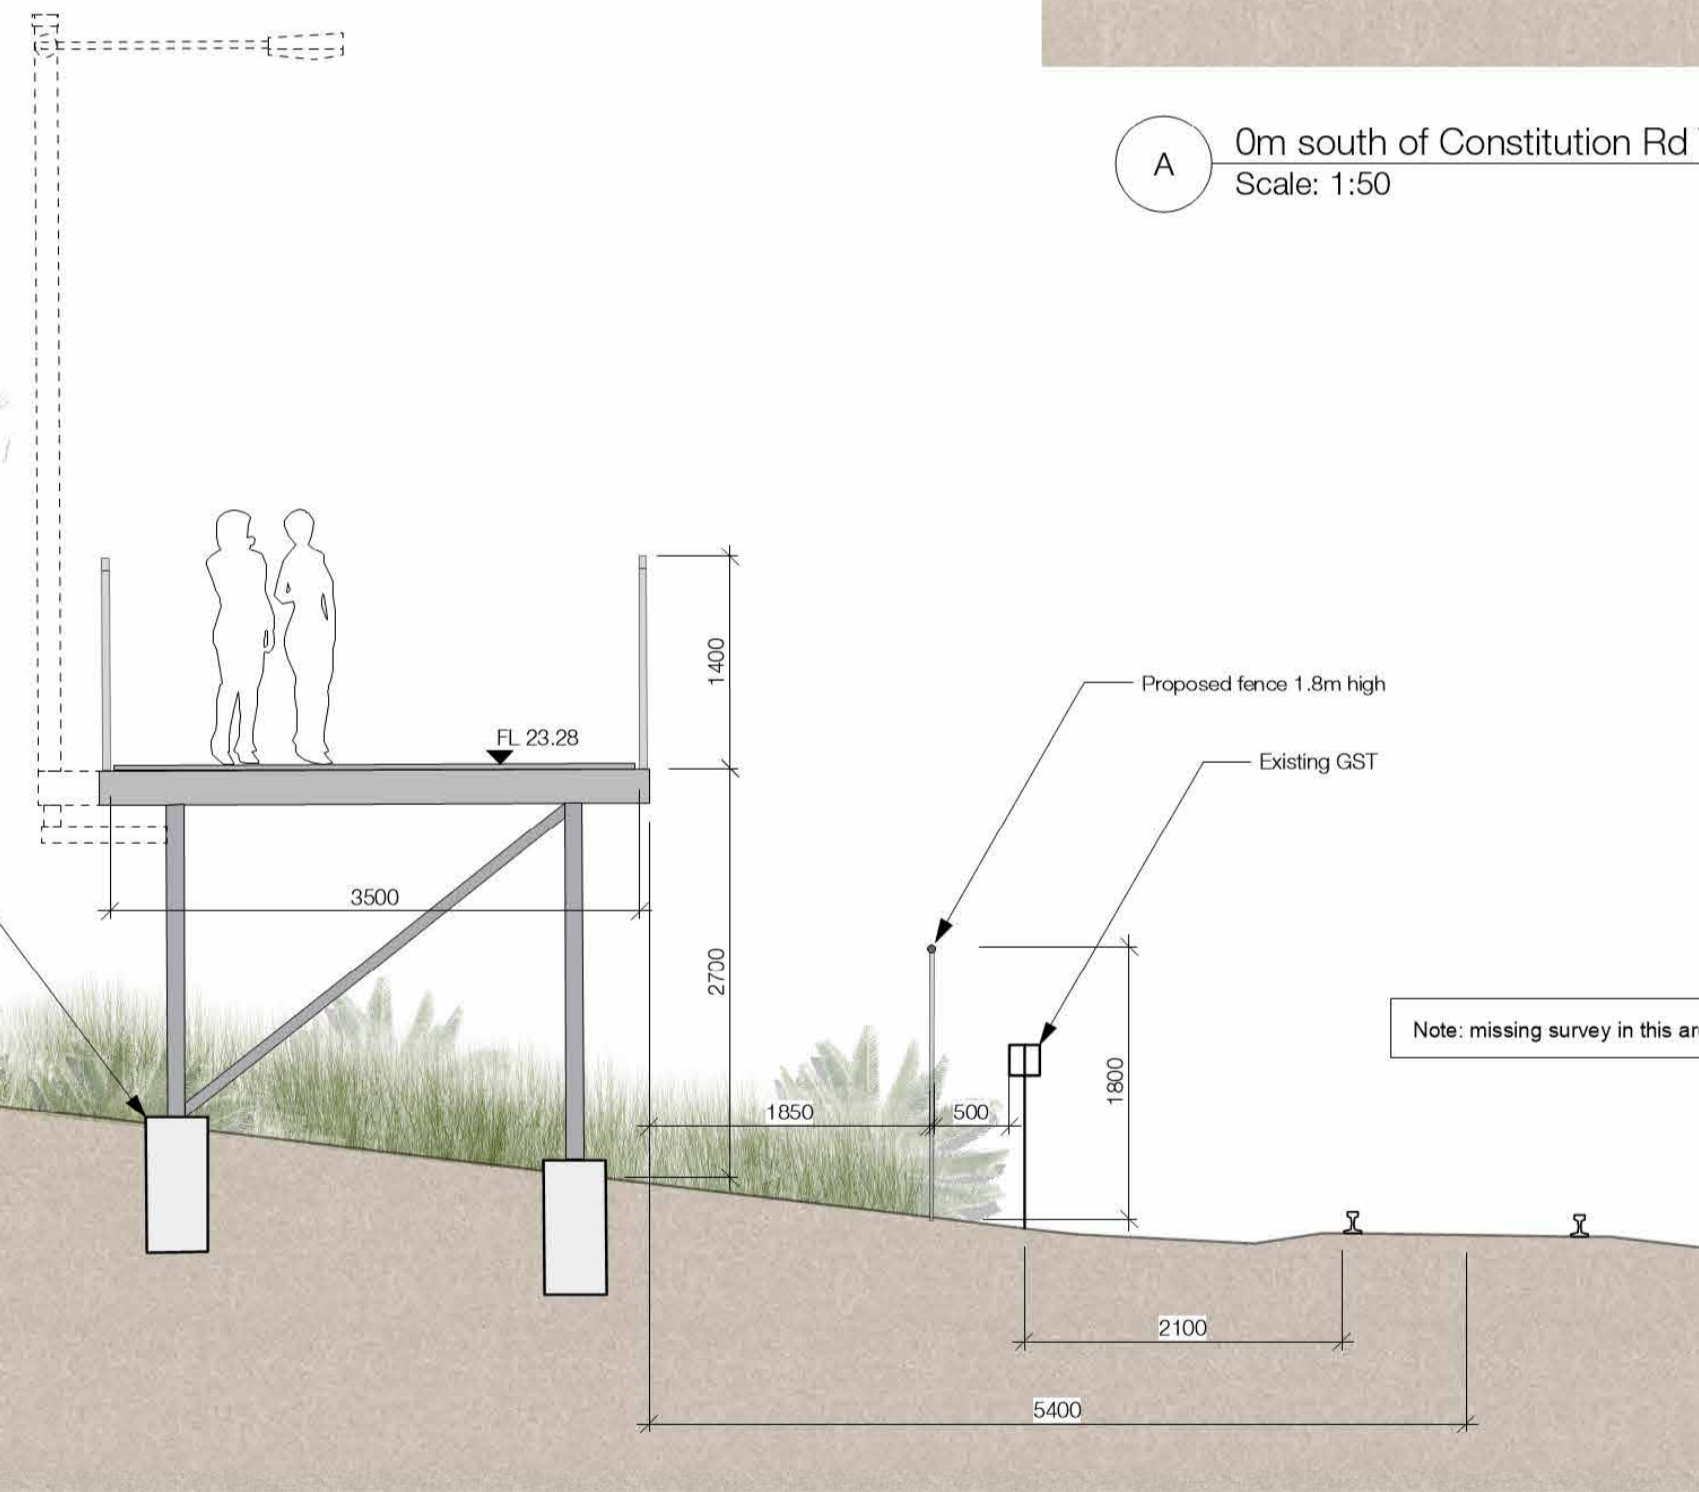 A
0m south of Constitution Rd
Scale: 1:50
1400
Proposed fence 1.8m high
FL 23.28
Existing GST
3500
2700
Note: missing survey in this
1800
1850
500
2100
5400